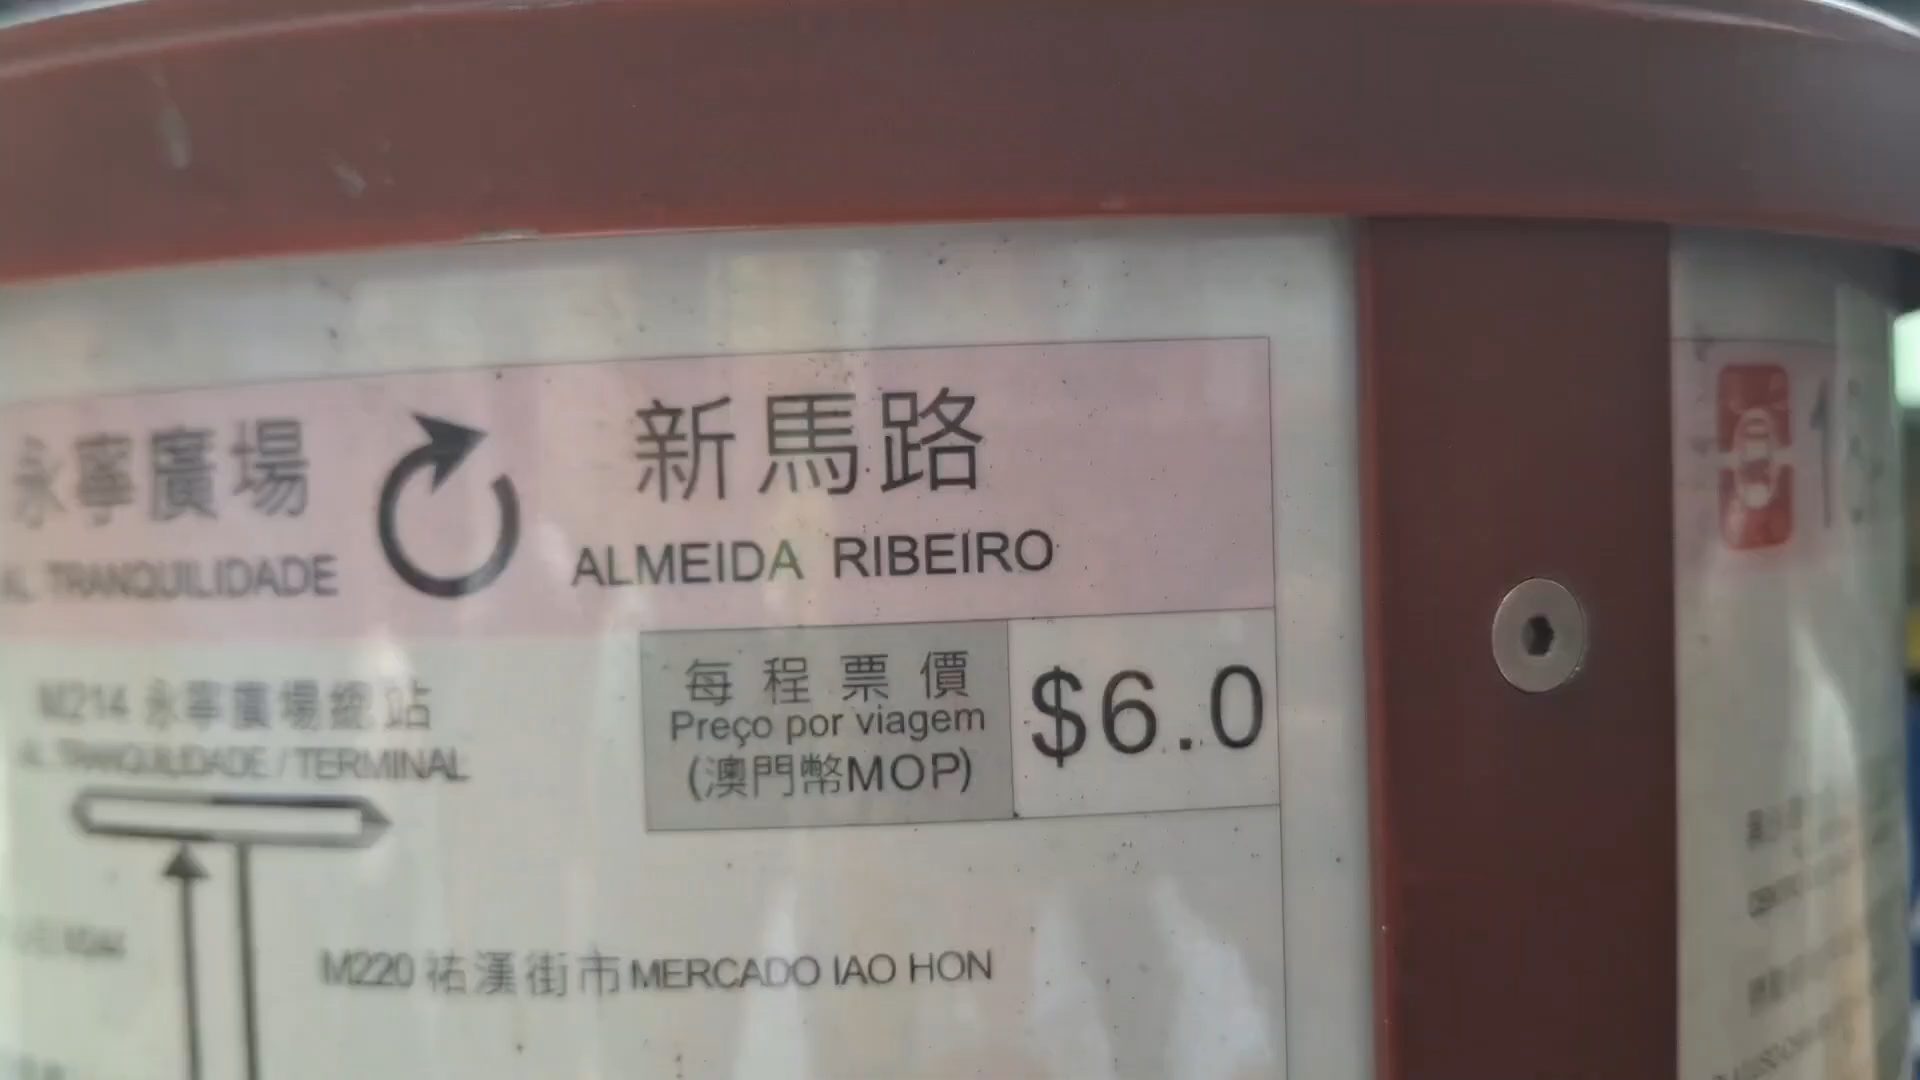 永寧廣場
AL TRANQUILIDADE
新馬路
ALMEIDA RIBEIRO
每程票價
Preço por viagem
(澳門幣MOP)
$6.0
M214 永寧廣場總站
AL TRANQUILIDADE / TERMINAL
M220 祐漢街市 MERCADO IAO HON